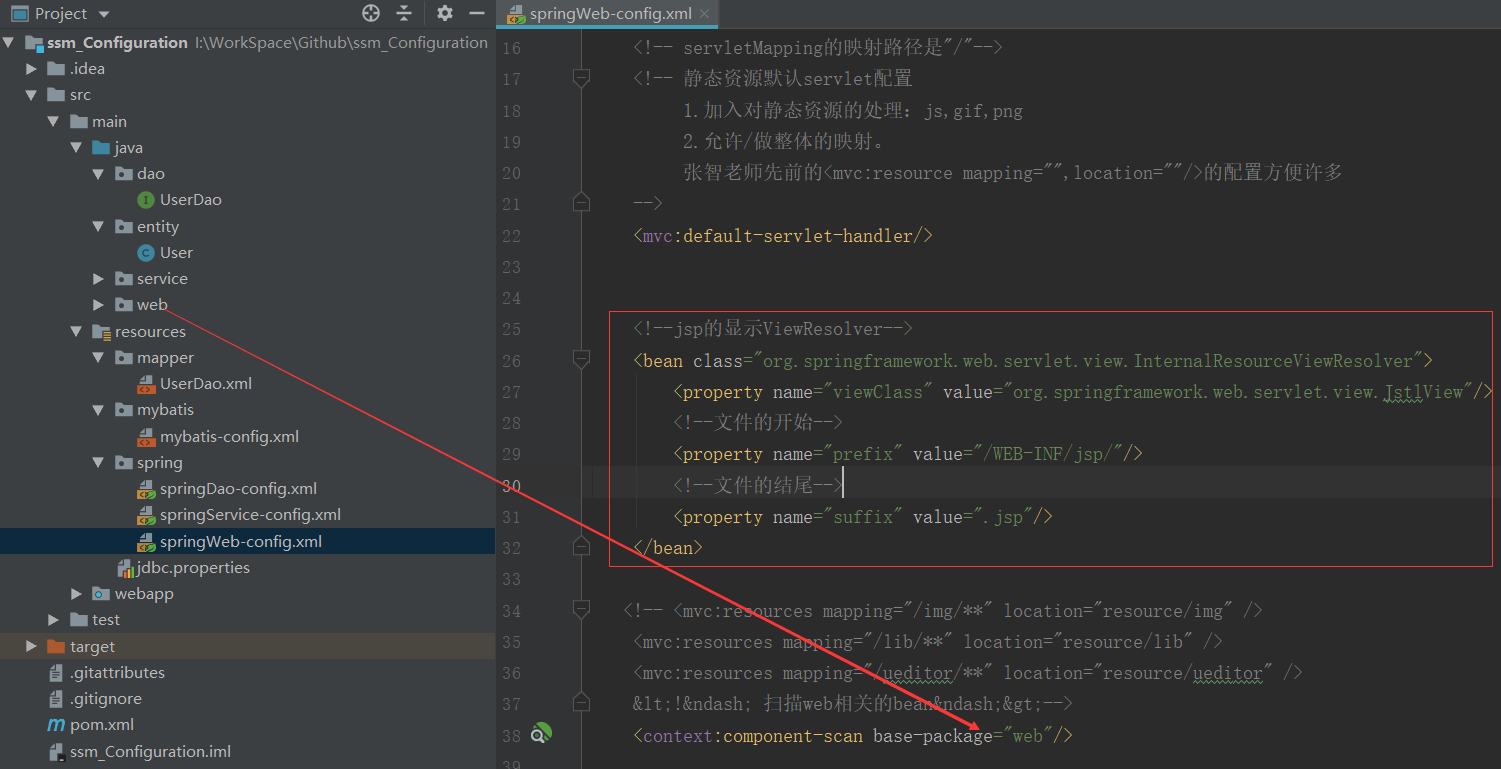 Project
ssm_Configuration I:\WorkSpace\Github\ssm_Configuration
.idea
src
main
java
dao
UserDao
entity
User
service
web
resources
mapper
UserDao.xml
mybatis
mybatis-config.xml
spring
springDao-config.xml
springService-config.xml
springWeb-config.xml
jdbc.properties
webapp
test
target
.gitattributes
.gitignore
pom.xml
ssm_Configuration.iml
springWeb-config.xml
16 <!-- servletMapping的映射路径是"/"-->
17 <!-- 静态资源默认servlet配置
18 1.加入对静态资源的处理：js,gif,png
19 2.允许/做整体的映射。
20 张智老师先前的<mvc:resource mapping="",location=""/>的配置方便许多
21 -->
22 <mvc:default-servlet-handler/>
23
24
25 <!--jsp的显示ViewResolver-->
26 <bean class="org.springframework.web.servlet.view.InternalResourceViewResolver">
27 <property name="viewClass" value="org.springframework.web.servlet.view.JstlView"/>
28 <!--文件的开始-->
29 <property name="prefix" value="/WEB-INF/jsp/"/>
30 <!--文件的结尾-->
31 <property name="suffix" value=".jsp"/>
32 </bean>
33
34 <!-- <mvc:resources mapping="/img/**" location="resource/img" />
35 <mvc:resources mapping="/lib/**" location="resource/lib" />
36 <mvc:resources mapping="/ueditor/**" location="resource/ueditor" />
37 &lt;!&ndash; 扫描web相关的bean&ndash;&gt;-->
38 <context:component-scan base-package="web"/>
39